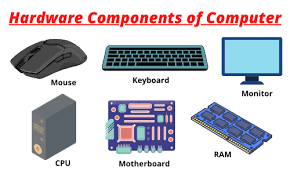 Hardware Components of Computer
Mouse
Keyboard
Monitor
CPU
Motherboard
RAM